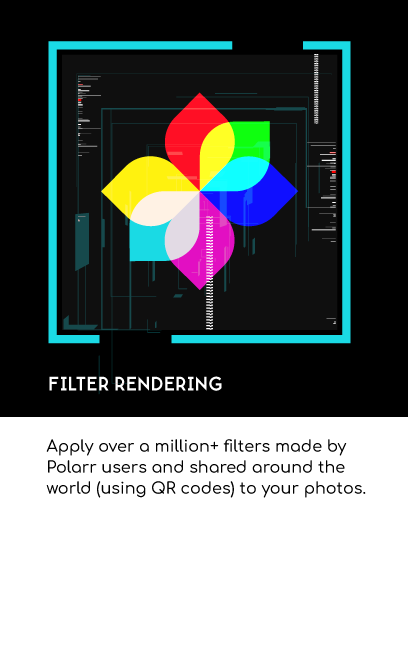 FILTER RENDERING
Apply over a million+ filters made by
Polarr users and shared around the
world (using QR codes) to your photos.